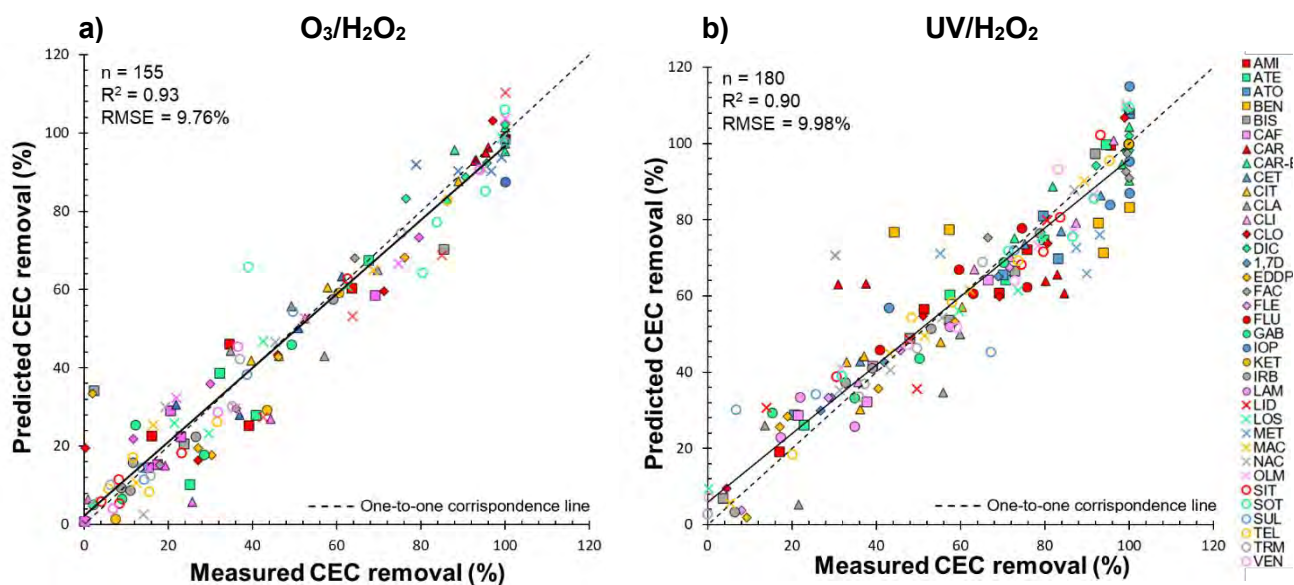 a)
O₃/H₂O₂
n = 155
R² = 0.93
RMSE = 9.76%
Predicted CEC removal (%)
120
100
80
60
40
20
0
One-to-one corrispondence line
0 20 40 60 80 100 120
Measured CEC removal (%)
b)
UV/H₂O₂
n = 180
R² = 0.90
RMSE = 9.98%
Predicted CEC removal (%)
120
100
80
60
40
20
0
One-to-one corrispondence line
0 20 40 60 80 100 120
Measured CEC removal (%)
AMI
ATE
ATO
BEN
BIS
CAF
CAR
CET
CIT
CLA
CLI
CLO
DIC
1,7D
EDDP
FAC
FLE
FLU
GAB
IOP
KET
IRB
LAM
LID
LOS
MET
MAC
NAC
OLM
SIT
SOT
SUL
TEL
TRM
VEN